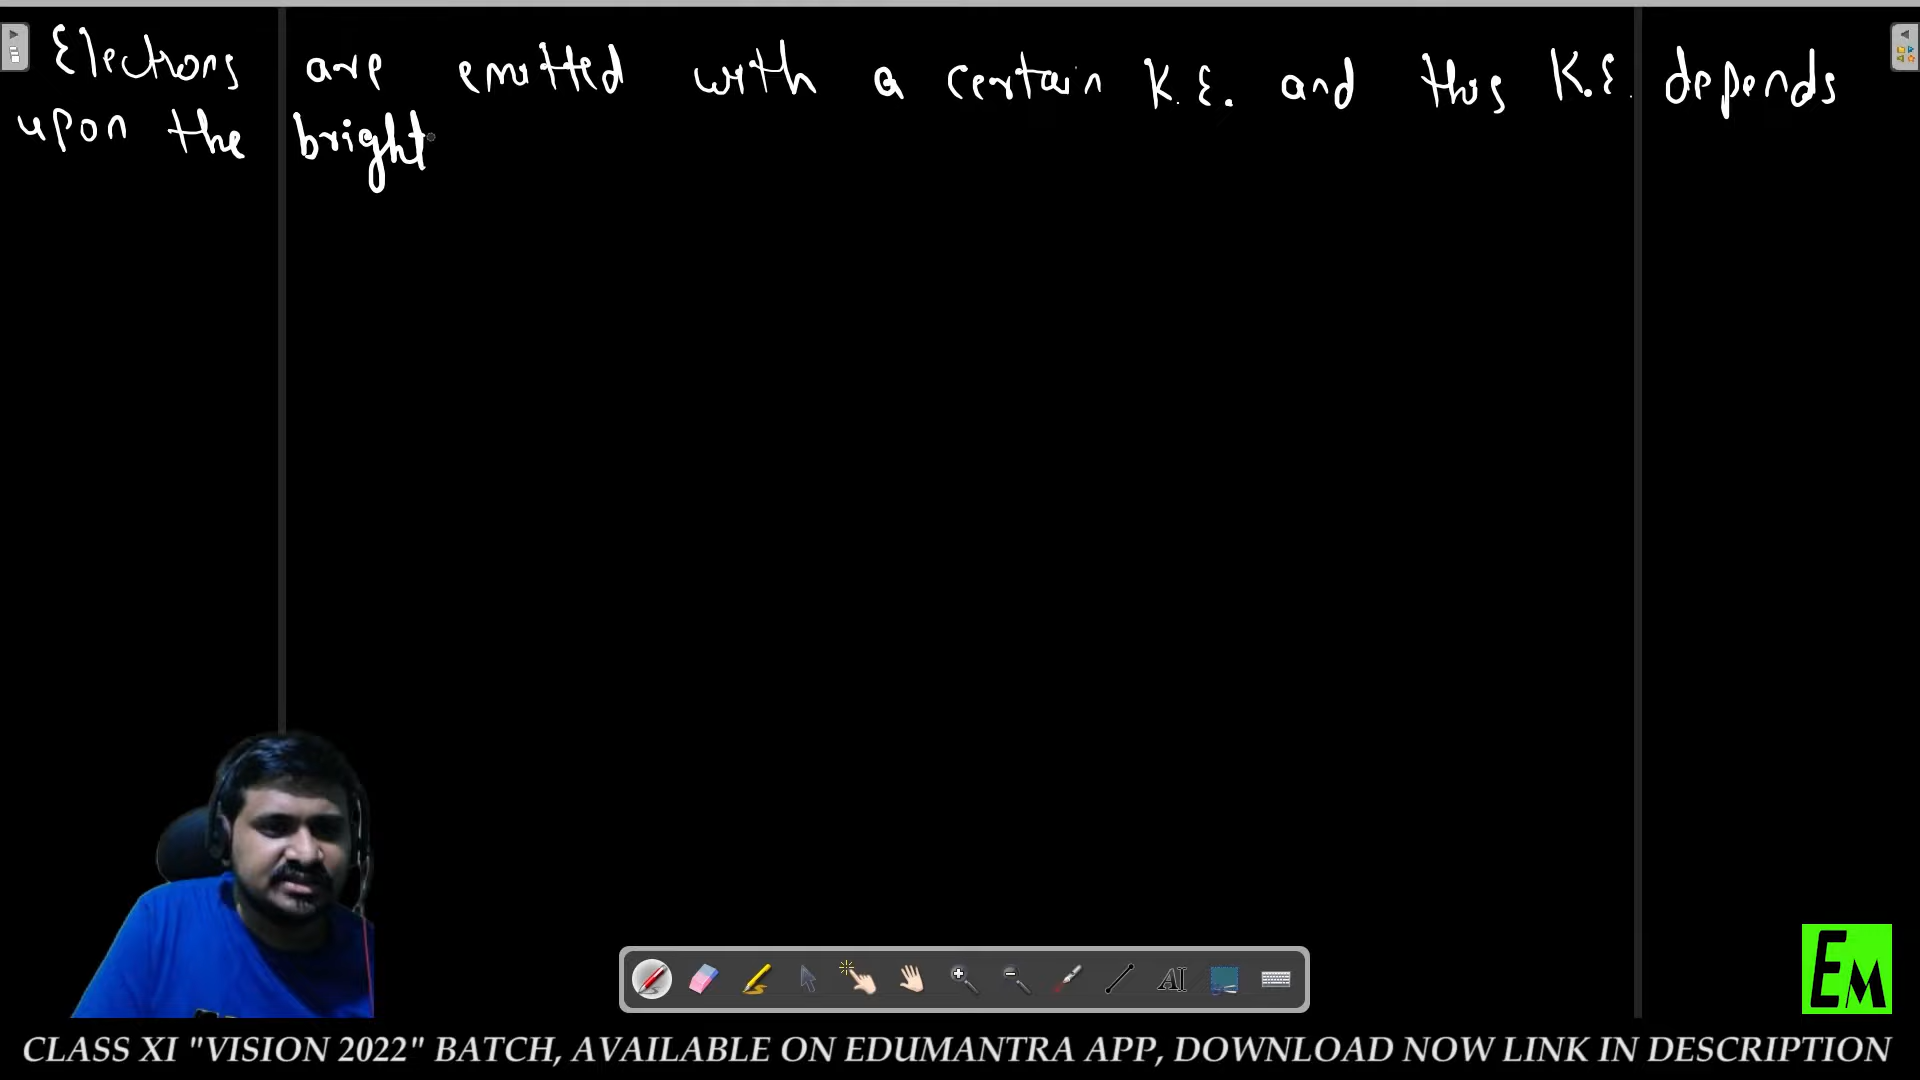 Electrons are emitted with a certain K.E. and this K.E. depends
upon the bright
AI
EM
CLASS XI "VISION 2022" BATCH, AVAILABLE ON EDUMANTRA APP, DOWNLOAD NOW LINK IN DESCRIPTION